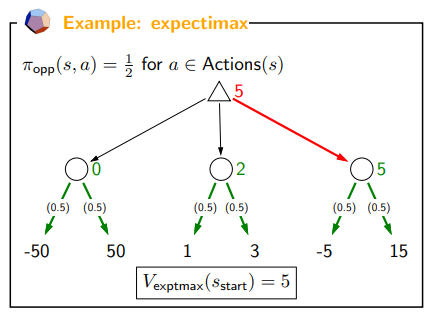 Example: expectimax
π_opp(s, a) = 1/2 for a ∈ Actions(s)
5
0 2 5
(0.5) (0.5) (0.5) (0.5) (0.5) (0.5)
-50 50 1 3 -5 15
V_exptmax(s_start) = 5